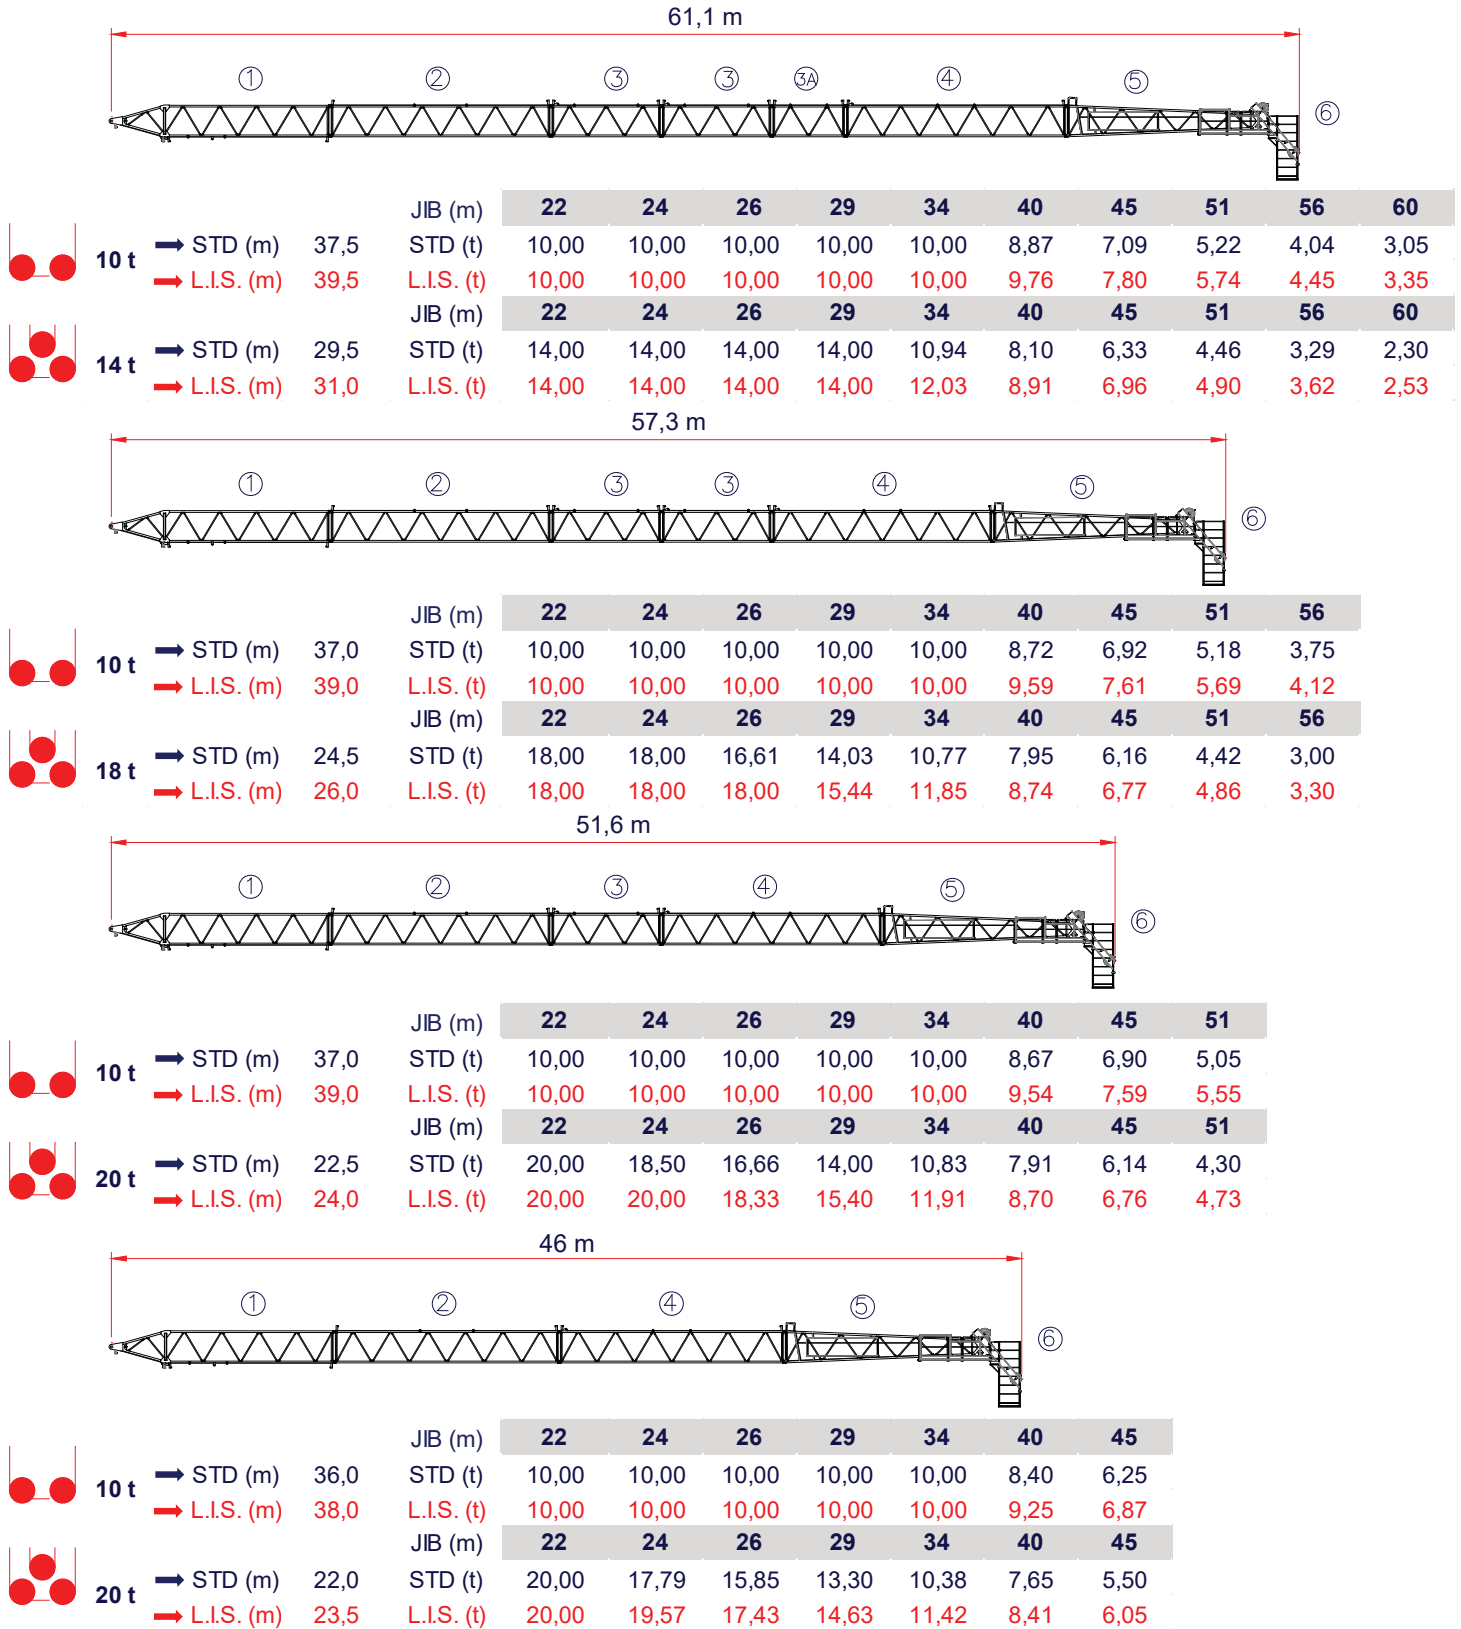 61,1 m
① ② ③ ③ 3A ④ ⑤ ⑥
JIB (m) 22 24 26 29 34 40 45 51 56 60
10 t
STD (m) 37,5 STD (t) 10,00 10,00 10,00 10,00 10,00 8,87 7,09 5,22 4,04 3,05
L.I.S. (m) 39,5 L.I.S. (t) 10,00 10,00 10,00 10,00 10,00 9,76 7,80 5,74 4,45 3,35
JIB (m) 22 24 26 29 34 40 45 51 56 60
14 t
STD (m) 29,5 STD (t) 14,00 14,00 14,00 14,00 10,94 8,10 6,33 4,46 3,29 2,30
L.I.S. (m) 31,0 L.I.S. (t) 14,00 14,00 14,00 14,00 12,03 8,91 6,96 4,90 3,62 2,53
57,3 m
① ② ③ ③ ④ ⑤ ⑥
JIB (m) 22 24 26 29 34 40 45 51 56
10 t
STD (m) 37,0 STD (t) 10,00 10,00 10,00 10,00 10,00 8,72 6,92 5,18 3,75
L.I.S. (m) 39,0 L.I.S. (t) 10,00 10,00 10,00 10,00 10,00 9,59 7,61 5,69 4,12
JIB (m) 22 24 26 29 34 40 45 51 56
18 t
STD (m) 24,5 STD (t) 18,00 18,00 16,61 14,03 10,77 7,95 6,16 4,42 3,00
L.I.S. (m) 26,0 L.I.S. (t) 18,00 18,00 18,00 15,44 11,85 8,74 6,77 4,86 3,30
51,6 m
① ② ③ ④ ⑤ ⑥
JIB (m) 22 24 26 29 34 40 45 51
10 t
STD (m) 37,0 STD (t) 10,00 10,00 10,00 10,00 10,00 8,67 6,90 5,05
L.I.S. (m) 39,0 L.I.S. (t) 10,00 10,00 10,00 10,00 10,00 9,54 7,59 5,55
JIB (m) 22 24 26 29 34 40 45 51
20 t
STD (m) 22,5 STD (t) 20,00 18,50 16,66 14,00 10,83 7,91 6,14 4,30
L.I.S. (m) 24,0 L.I.S. (t) 20,00 20,00 18,33 15,40 11,91 8,70 6,76 4,73
46 m
① ② ④ ⑤ ⑥
JIB (m) 22 24 26 29 34 40 45
10 t
STD (m) 36,0 STD (t) 10,00 10,00 10,00 10,00 10,00 8,40 6,25
L.I.S. (m) 38,0 L.I.S. (t) 10,00 10,00 10,00 10,00 10,00 9,25 6,87
JIB (m) 22 24 26 29 34 40 45
20 t
STD (m) 22,0 STD (t) 20,00 17,79 15,85 13,30 10,38 7,65 5,50
L.I.S. (m) 23,5 L.I.S. (t) 20,00 19,57 17,43 14,63 11,42 8,41 6,05